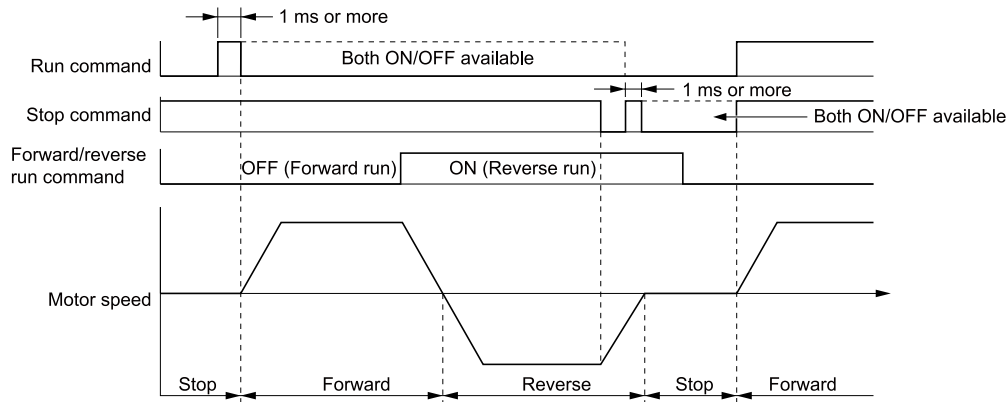 1 ms or more
Run command
Both ON/OFF available
1 ms or more
Stop command
Both ON/OFF available
Forward/reverse
run command
OFF (Forward run)
ON (Reverse run)
Motor speed
Stop
Forward
Reverse
Stop
Forward